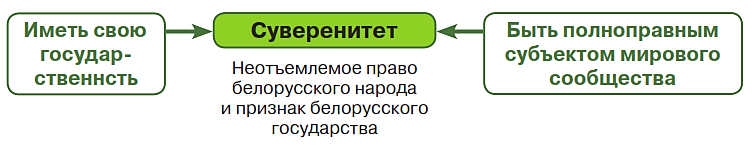 Иметь свою
государ-
ственнсть
Суверенитет
Неотъемлемое право
белорусского народа
и признак белорусского
государства
Быть полноправным
субъектом мирового
сообщества